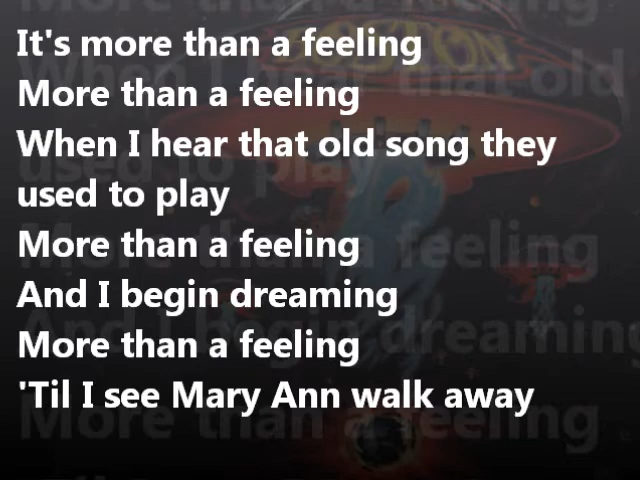 It's more than a feeling
More than a feeling
When I hear that old song they
used to play
More than a feeling
And I begin dreaming
More than a feeling
'Til I see Mary Ann walk away